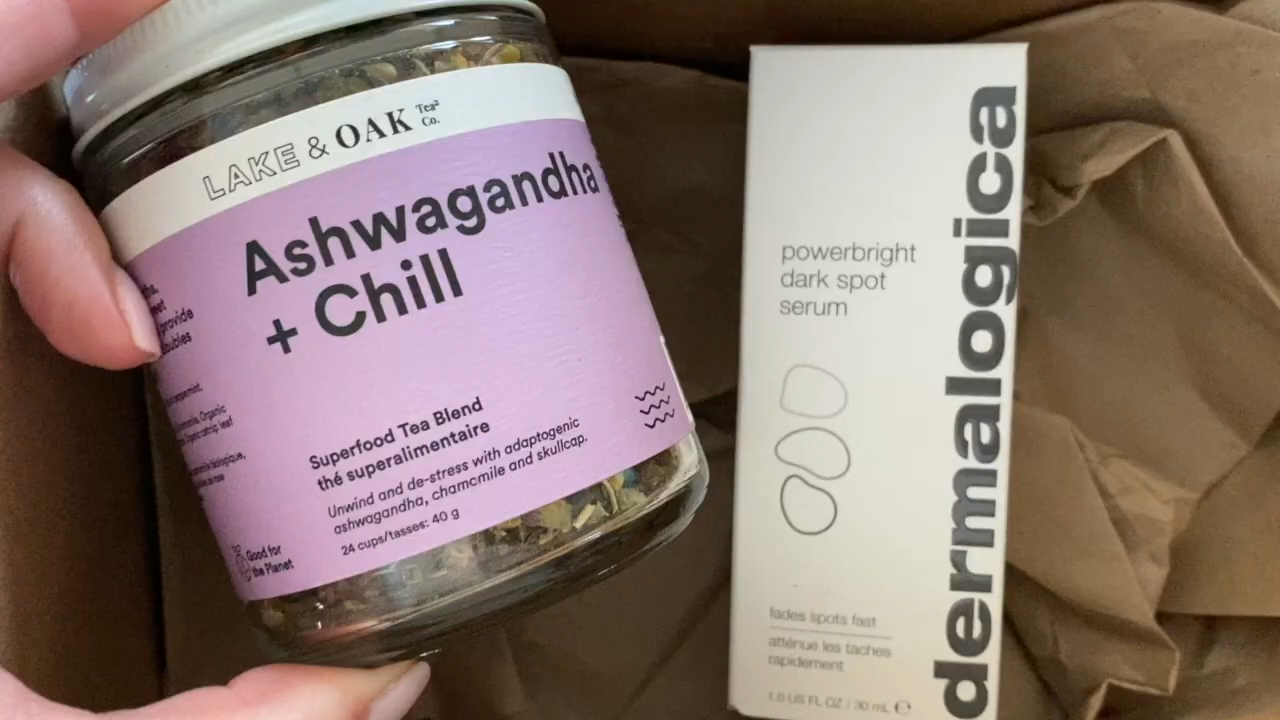 LAKE & OAK Tea²
Co.
Ashwagandha
+ Chill
provide
Superfood Tea Blend
thé superalimentaire
Unwind and de-stress with adaptogenic
ashwagandha, chamomile and skullcap.
24 cups/tasses: 40 g
Good for
the Planet
powerbright
dark spot
serum
fades spots fast
atténue les taches
rapidement
1.0 US FL OZ / 30 mL ℮
dermalogica